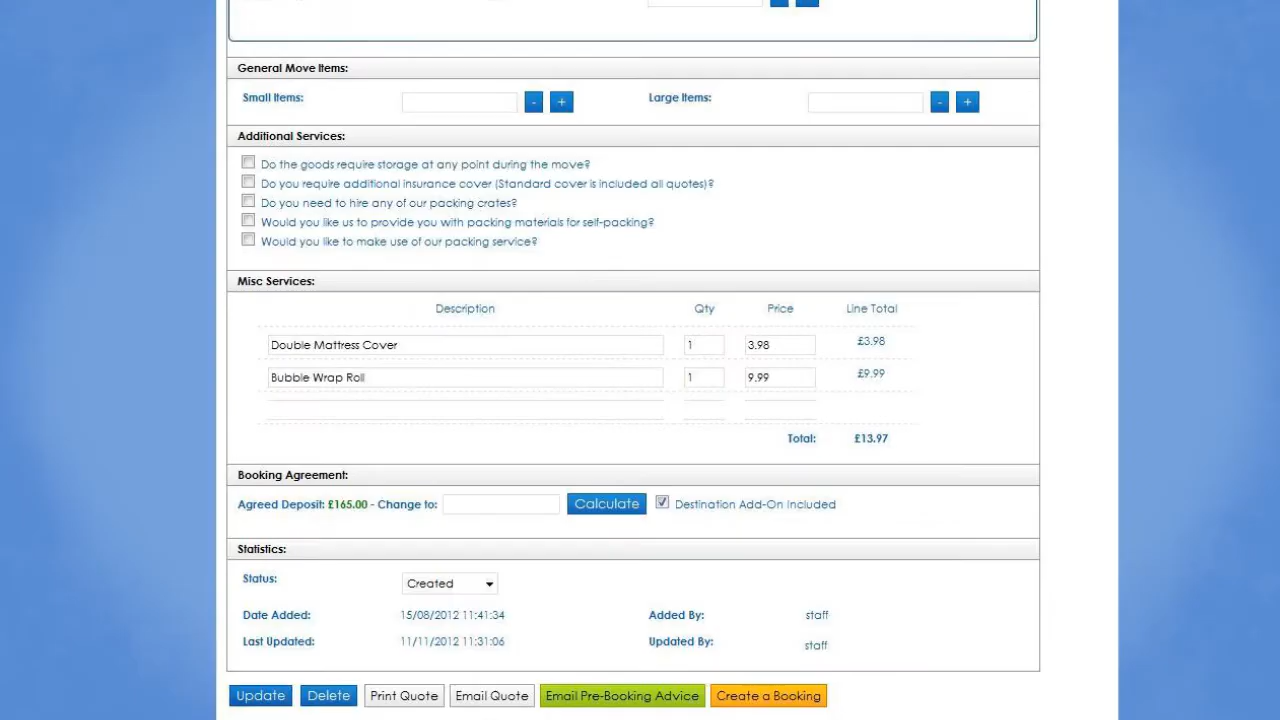 General Move Items:
Small Items: - + Large Items: - +
Additional Services:
Do the goods require storage at any point during the move?
Do you require additional insurance cover (Standard cover is included all quotes)?
Do you need to hire any of our packing crates?
Would you like us to provide you with packing materials for self-packing?
Would you like to make use of our packing service?
Misc Services:
Description Qty Price Line Total
Double Mattress Cover 1 3.98 £3.98
Bubble Wrap Roll 1 9.99 £9.99
Total: £13.97
Booking Agreement:
Agreed Deposit: £165.00 - Change to: Calculate Destination Add-On Included
Statistics:
Status: Created
Date Added: 15/08/2012 11:41:34 Added By: staff
Last Updated: 11/11/2012 11:31:06 Updated By: staff
Update Delete Print Quote Email Quote Email Pre-Booking Advice Create a Booking